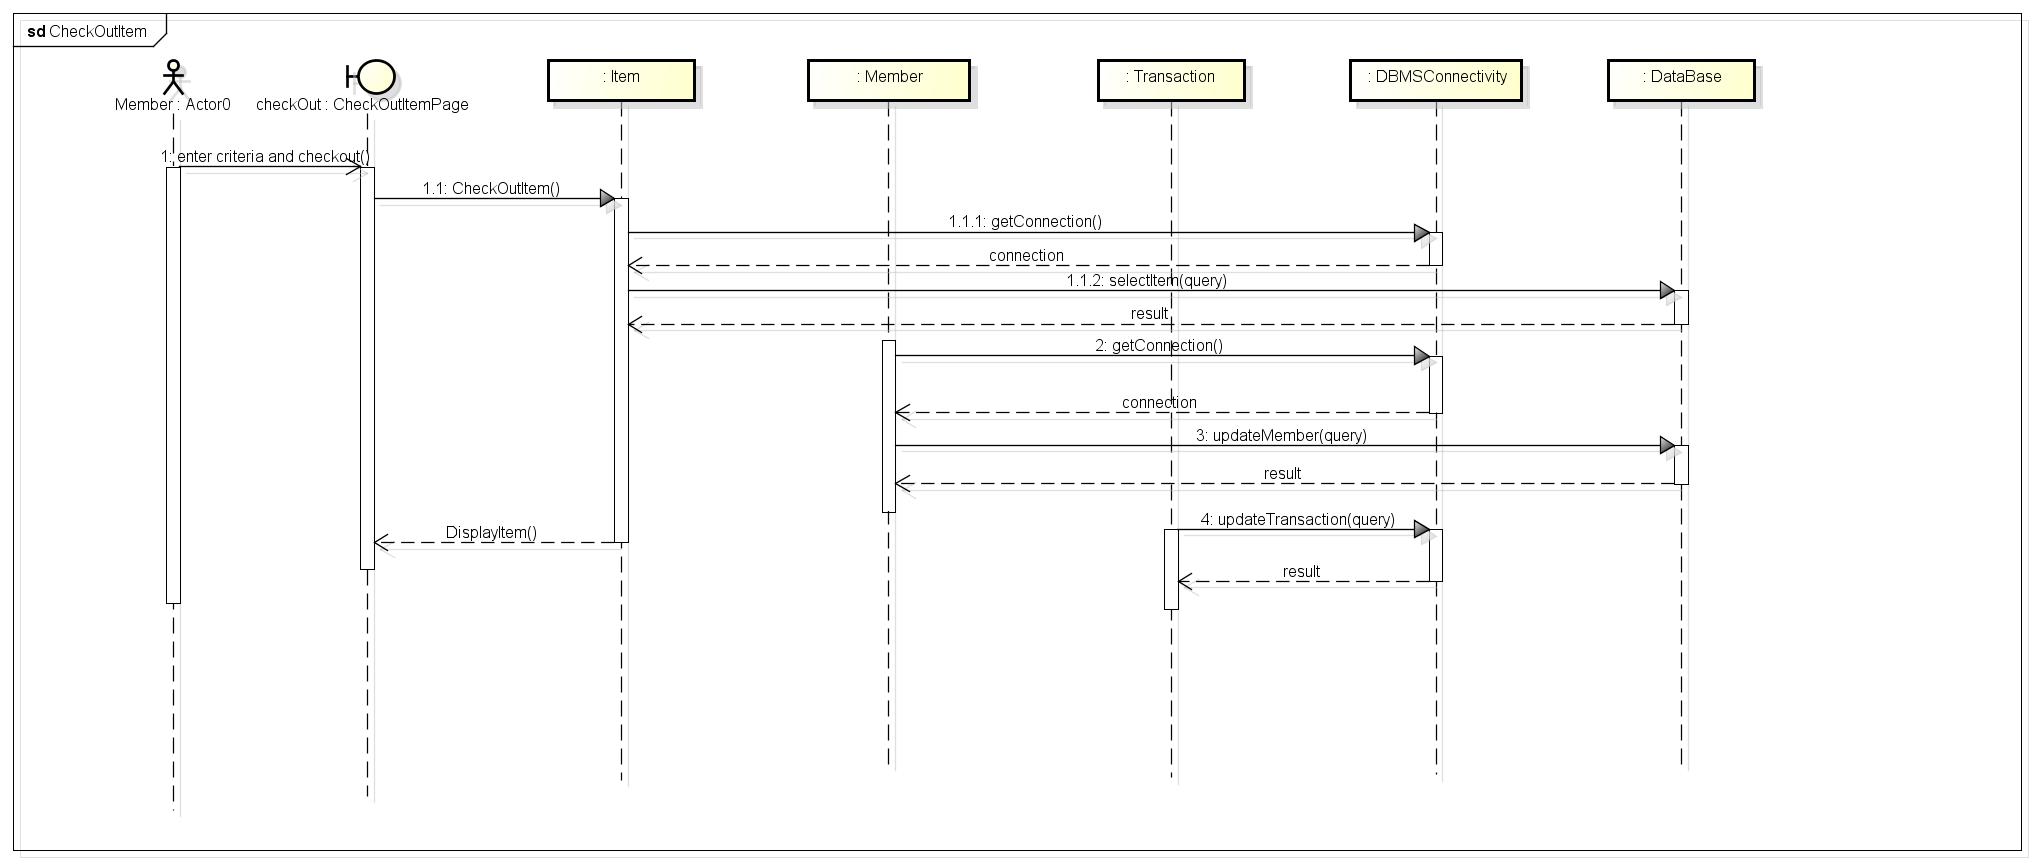 sd CheckOutItem
Member : Actor0
checkOut : CheckOutItemPage
: Item
: Member
: Transaction
: DBMSConnectivity
: DataBase
1: enter criteria and checkout()
1.1: CheckOutItem()
1.1.1: getConnection()
connection
1.1.2: selectItem(query)
result
2: getConnection()
connection
3: updateMember(query)
result
4: updateTransaction(query)
DisplayItem()
result